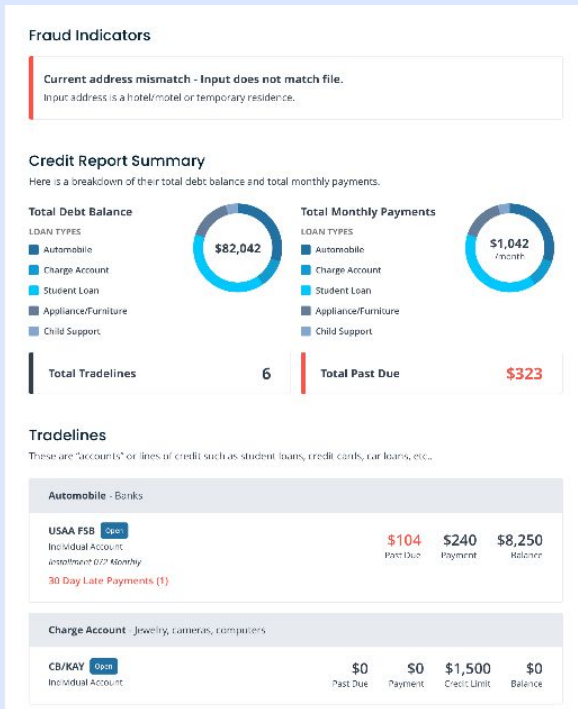 Fraud Indicators
Current address mismatch - Input does not match file.
Input address is a hotel/motel or temporary residence.
Credit Report Summary
Here is a breakdown of their total debt balance and total monthly payments.
Total Debt Balance
LOAN TYPES
Automobile
Charge Account
Student Loan
Appliance/Furniture
Child Support
$82,042
Total Monthly Payments
LOAN TYPES
Automobile
Charge Account
Student Loan
Appliance/Furniture
Child Support
$1,042
/month
Total Tradelines 6
Total Past Due $323
Tradelines
These are "accounts" or lines of credit such as student loans, credit cards, car loans, etc..
Automobile - Banks
USAA FSB Open
Individual Account
Installment 072 Monthly
30 Day Late Payments (1)
$104 $240 $8,250
Past Due Payment Balance
Charge Account - Jewelry, cameras, computers
CB/KAY Open
Individual Account
$0 $0 $1,500 $0
Past Due Payment Credit Limit Balance